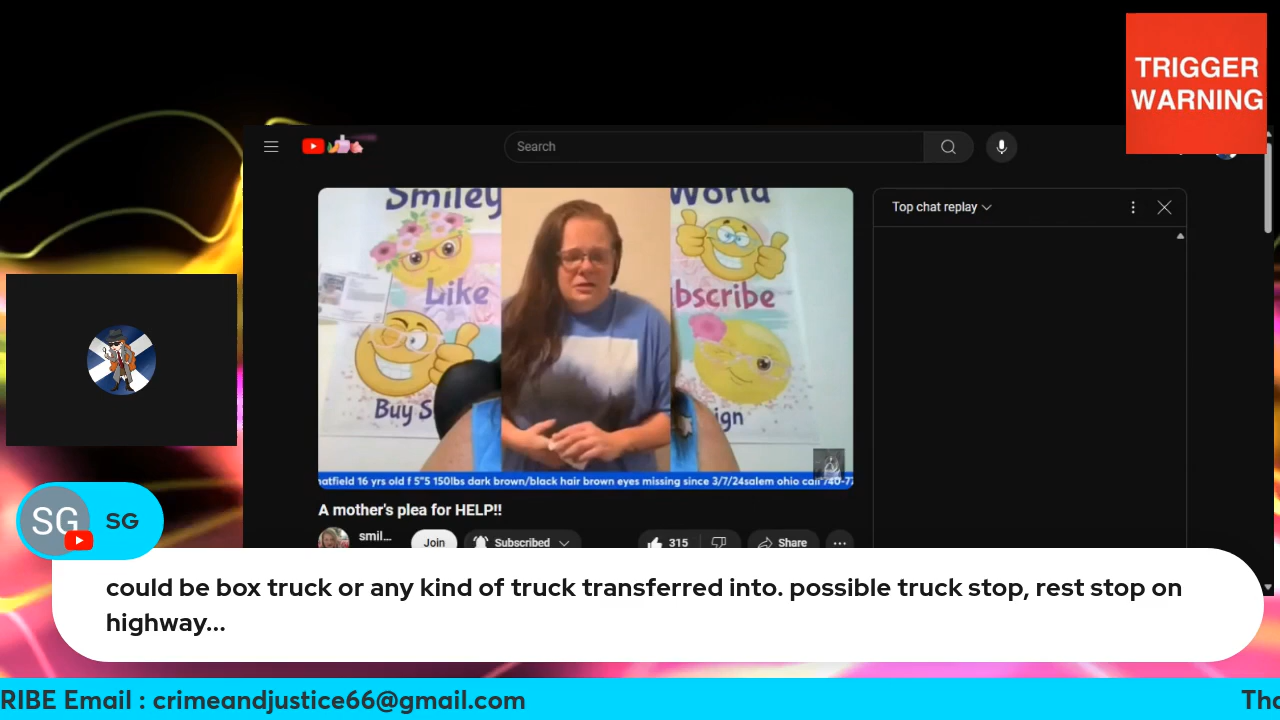 TRIGGER
WARNING
Search
Smiley
World
Like
bscribe
Buy S
ign
Top chat replay
atfield 16 yrs old f 5"5 150lbs dark brown/black hair brown eyes missing since 3/7/24salem ohio call 740-77
A mother's plea for HELP!!
smil...
Join
Subscribed
315
Share
SG
SG
could be box truck or any kind of truck transferred into. possible truck stop, rest stop on
highway...
RIBE Email : crimeandjustice66@gmail.com
Tha